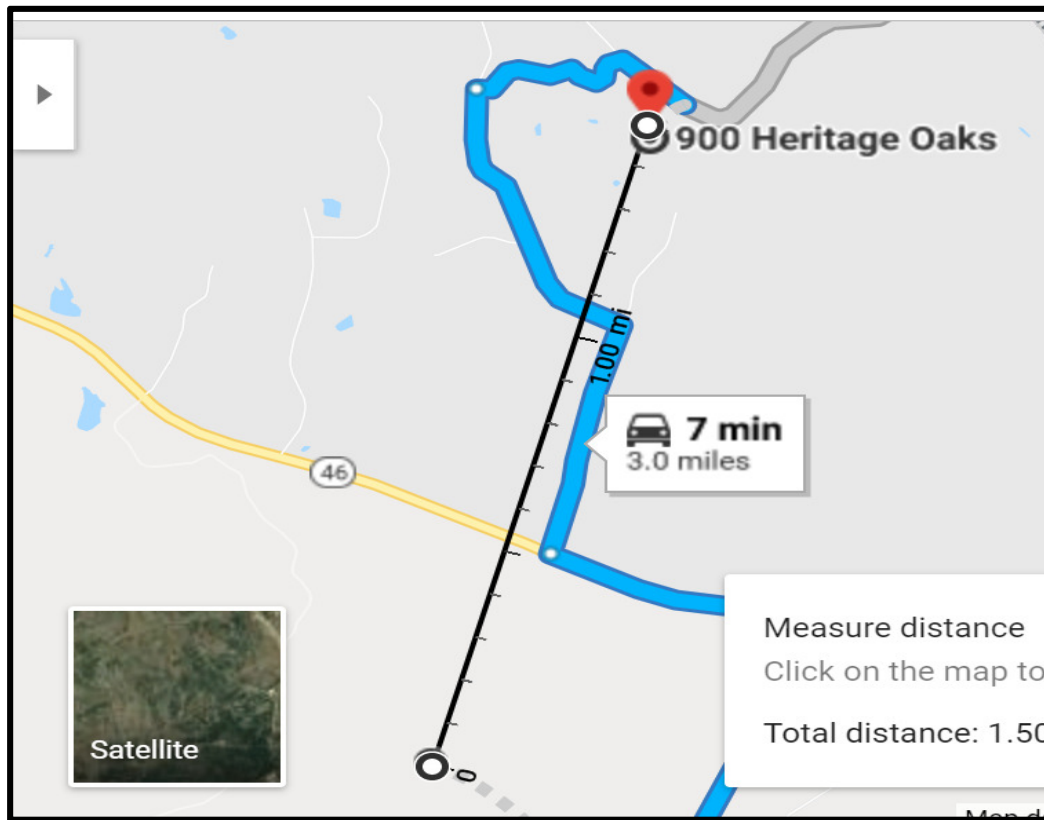 900 Heritage Oaks
1.00 mi
7 min
3.0 miles
46
Measure distance
Click on the map to
Total distance: 1.50
Satellite
0